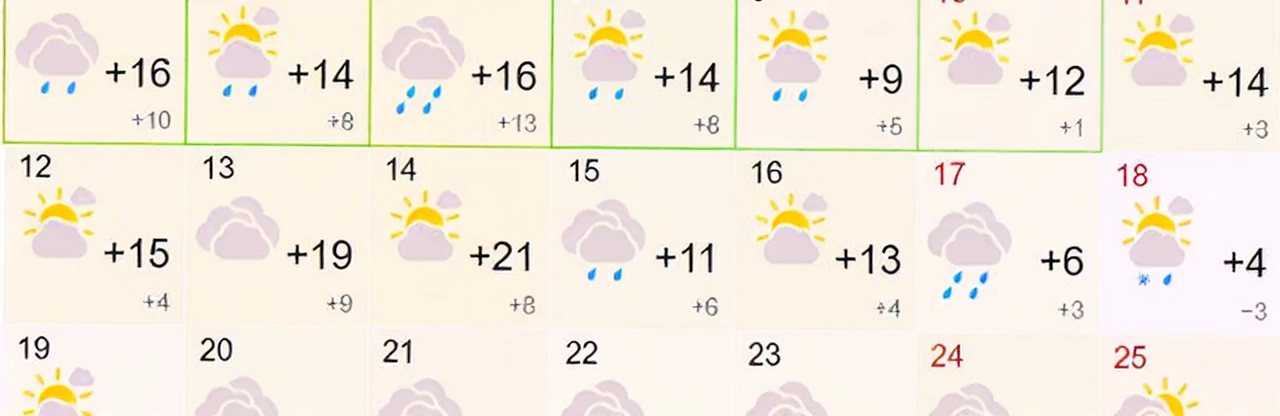 +16 +14 +16 +14 +9 +12 +14
+10 +8 +13 +8 +5 +1 +3
12 13 14 15 16 17 18
+15 +19 +21 +11 +13 +6 +4
+4 +9 +8 +6 +4 +3 −3
19 20 21 22 23 24 25